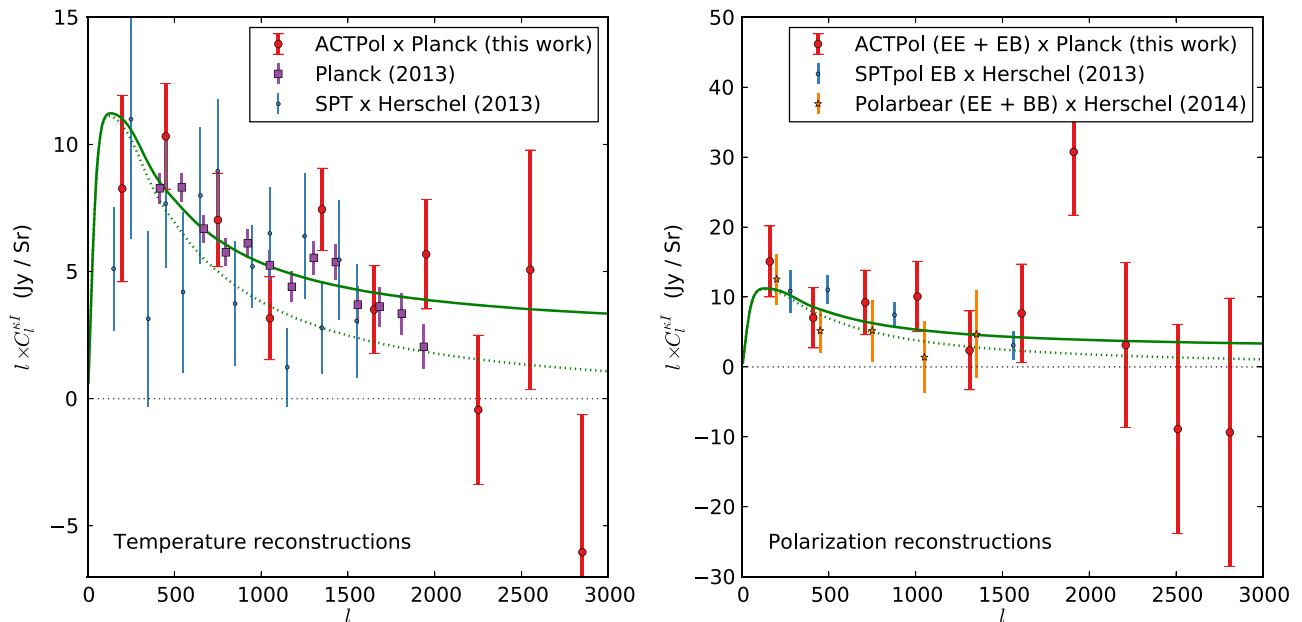 15
10
5
0
−5
l × C_l^{κI} (Jy / Sr)
ACTPol x Planck (this work)
Planck (2013)
SPT x Herschel (2013)
Temperature reconstructions
0 500 1000 1500 2000 2500 3000
l
50
40
30
20
10
0
−10
−20
−30
l × C_l^{κI} (Jy / Sr)
ACTPol (EE + EB) x Planck (this work)
SPTpol EB x Herschel (2013)
Polarbear (EE + BB) x Herschel (2014)
Polarization reconstructions
0 500 1000 1500 2000 2500 3000
l